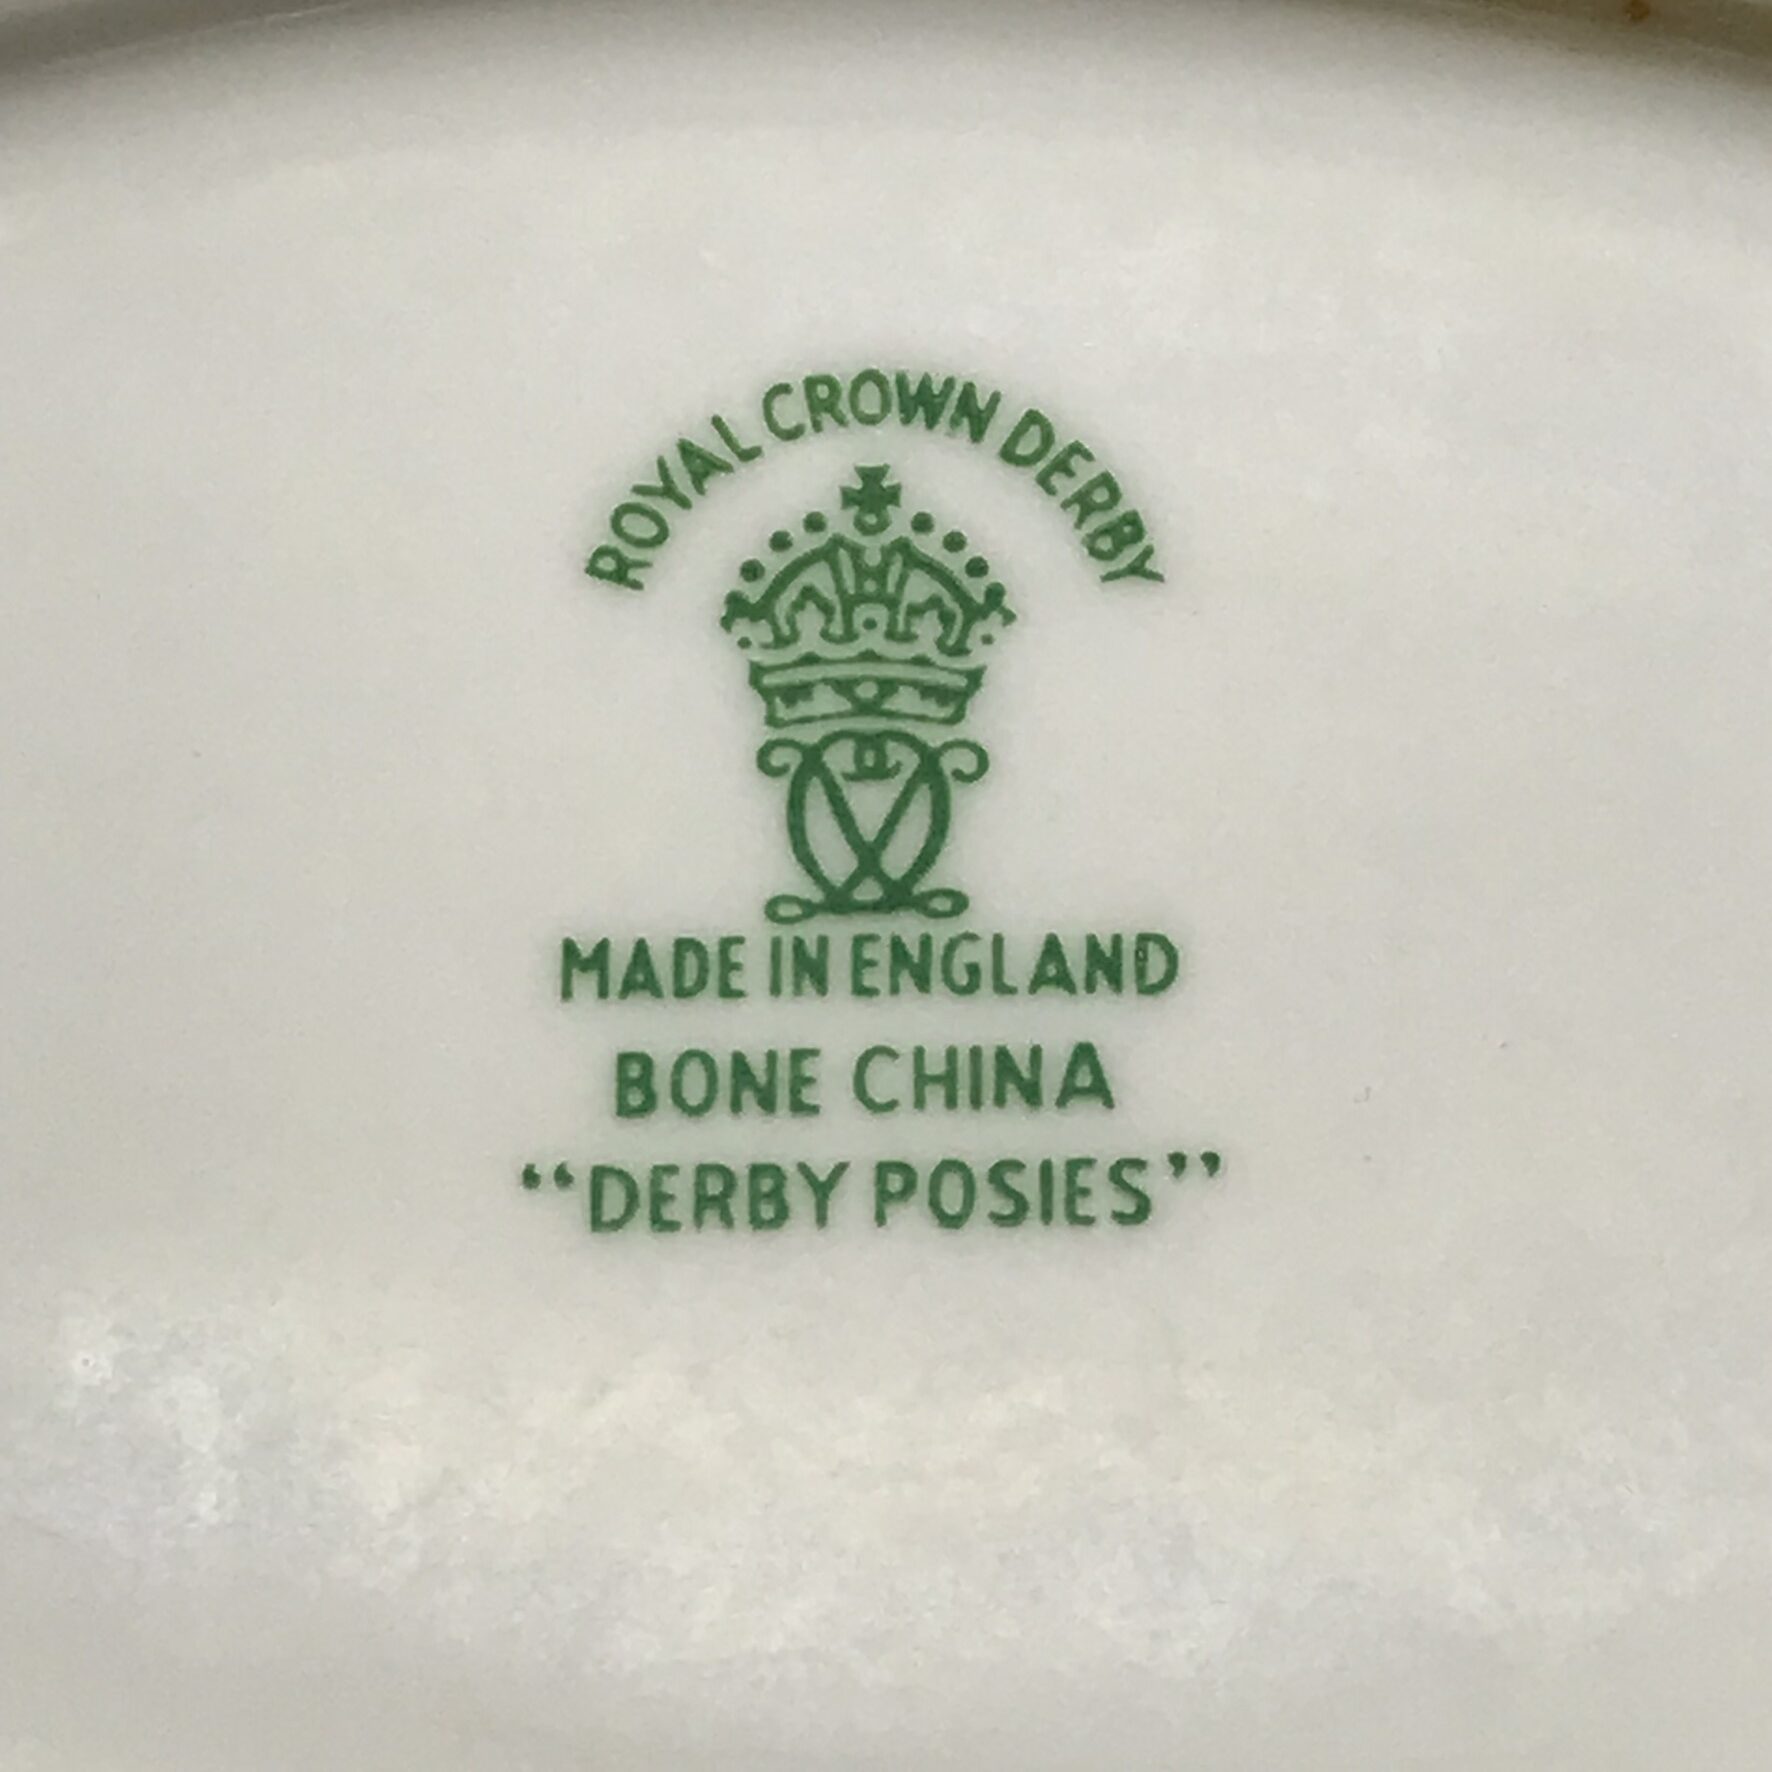 ROYAL CROWN DERBY
MADE IN ENGLAND
BONE CHINA
“DERBY POSIES”